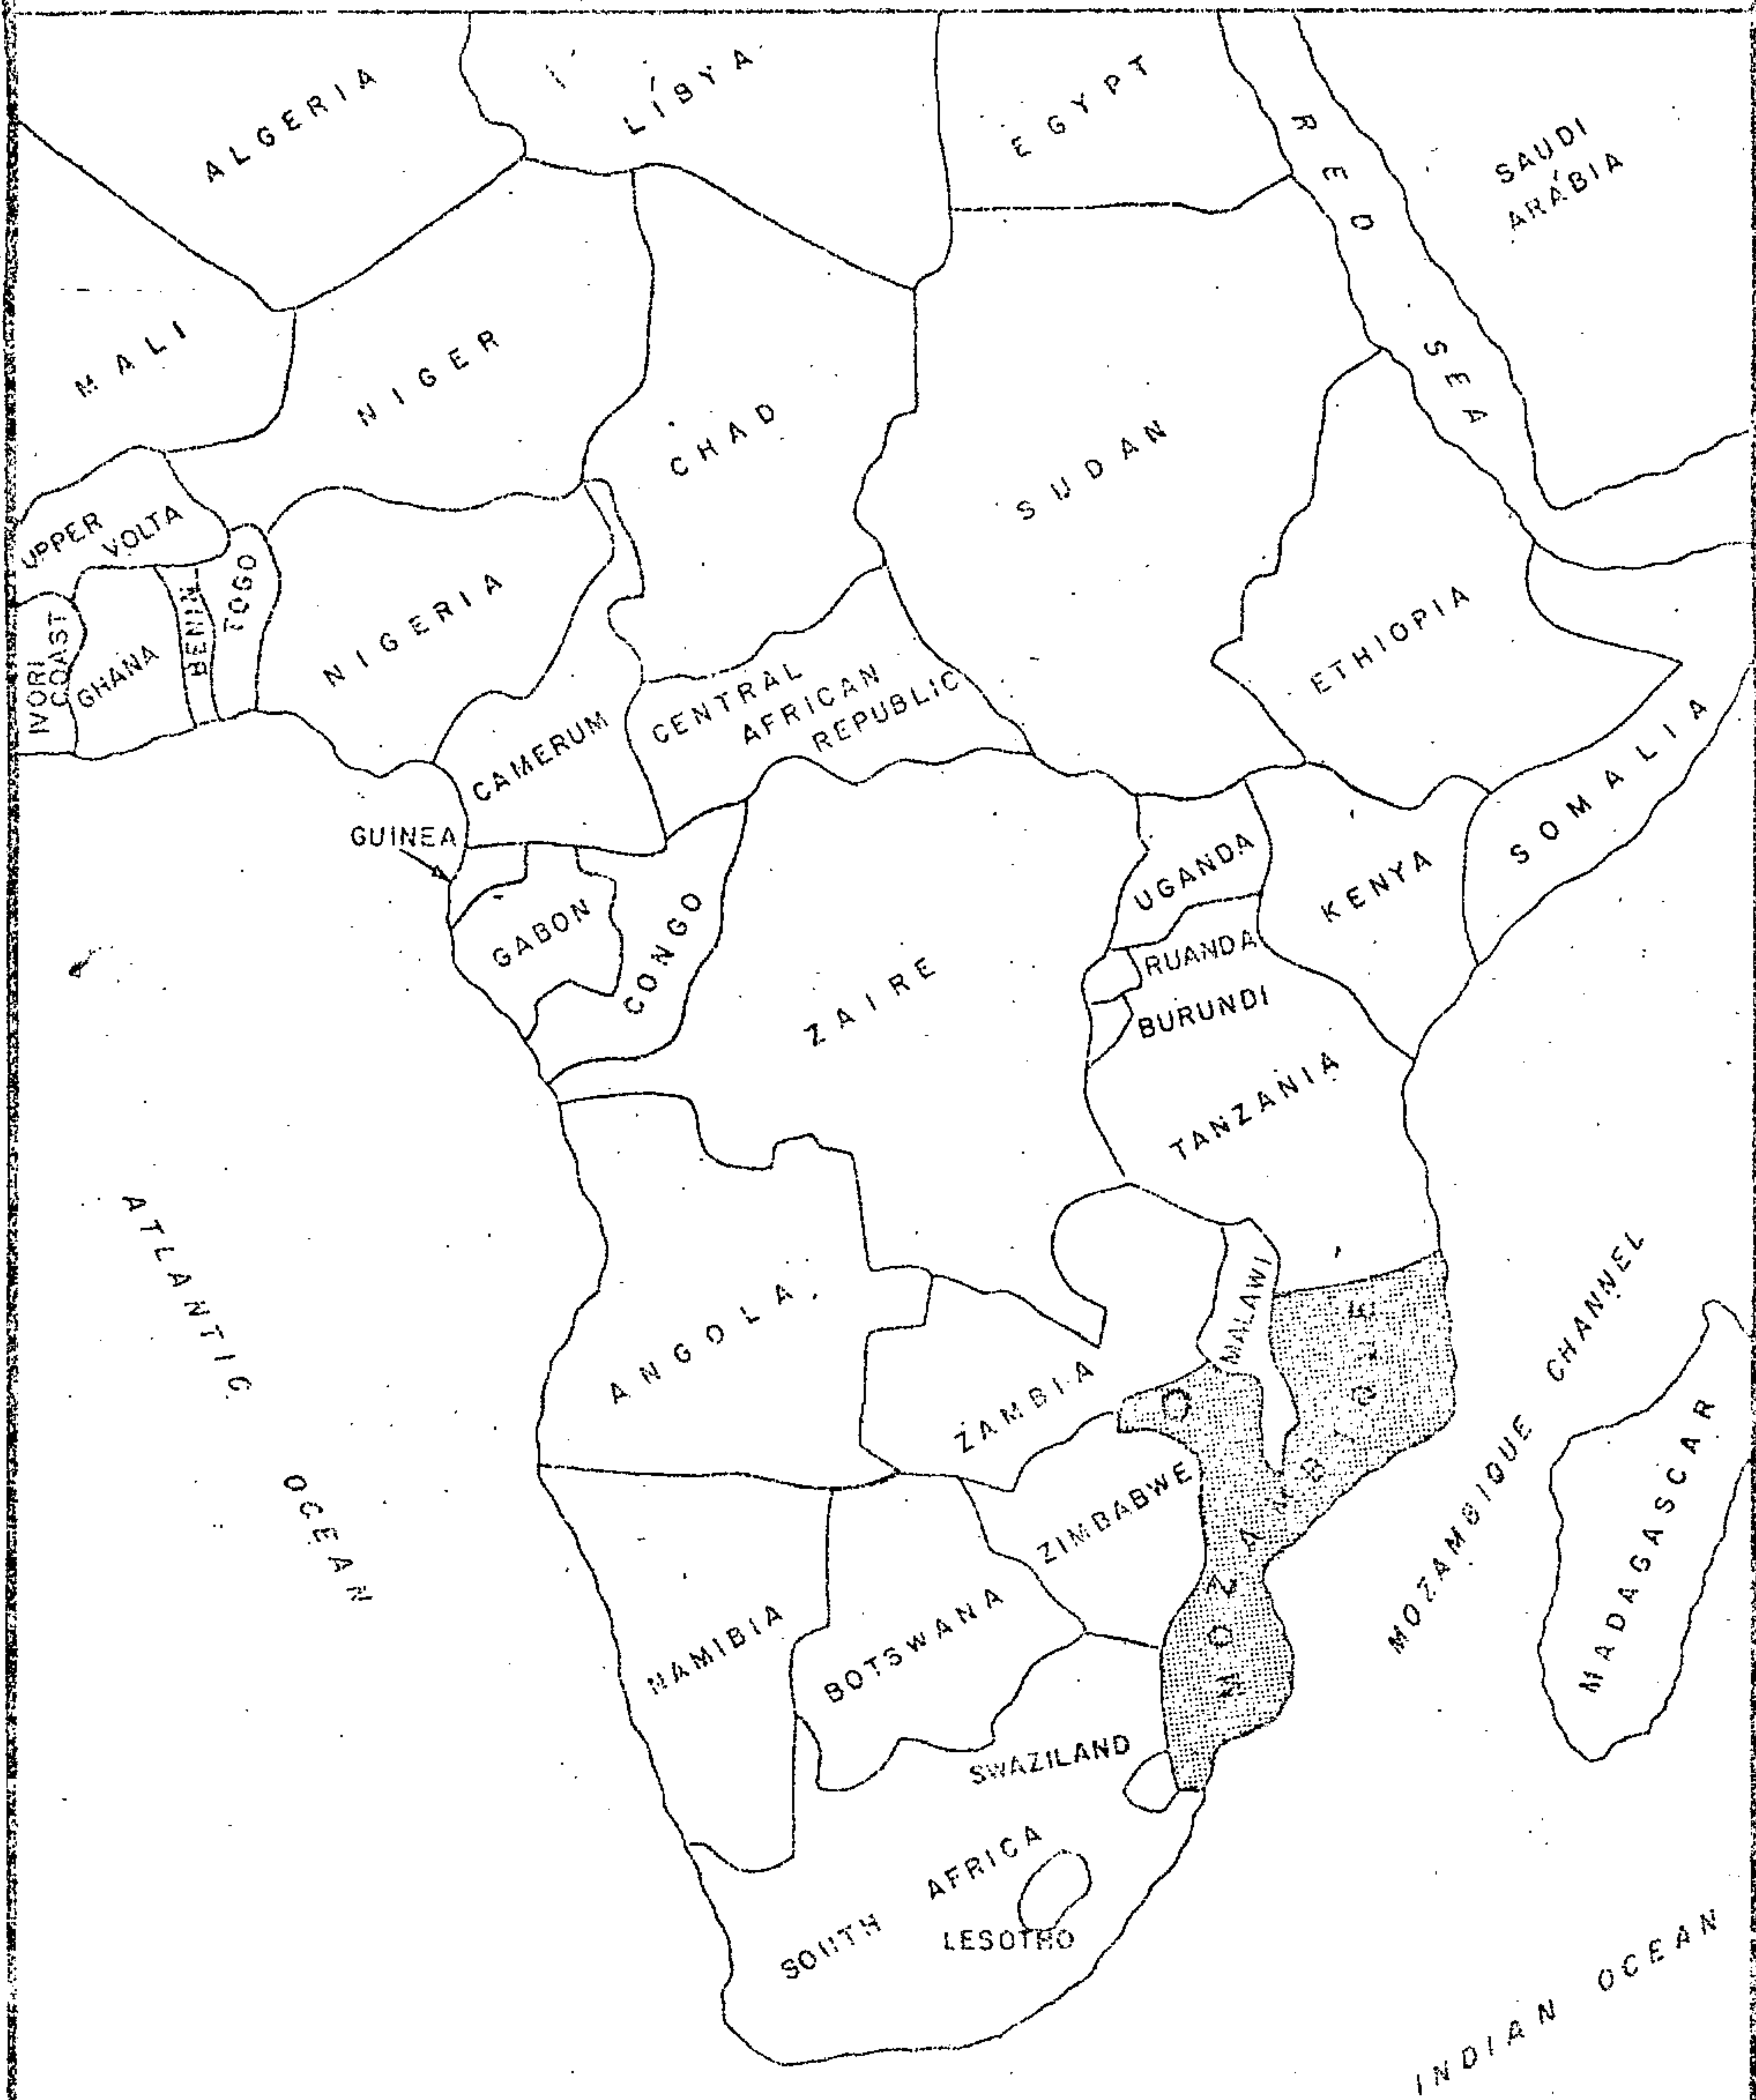 ALGERIA
LIBYA
EGYPT
RED SEA
SAUDI
ARABIA
MALI
NIGER
CHAD
SUDAN
UPPER
VOLTA
IVORI
COAST
GHANA
BENIN
TOGO
NIGERIA
CAMERUM
CENTRAL
AFRICAN
REPUBLIC
ETHIOPIA
SOMALIA
GUINEA
GABON
CONGO
ZAIRE
UGANDA
KENYA
RUANDA
BURUNDI
TANZANIA
ATLANTIC
OCEAN
ANGOLA
ZAMBIA
MALAWI
MOZAMBIQUE
MOZAMBIQUE CHANNEL
MADAGASCAR
ZIMBABWE
NAMIBIA
BOTSWANA
SWAZILAND
SOUTH AFRICA
LESOTHO
INDIAN OCEAN